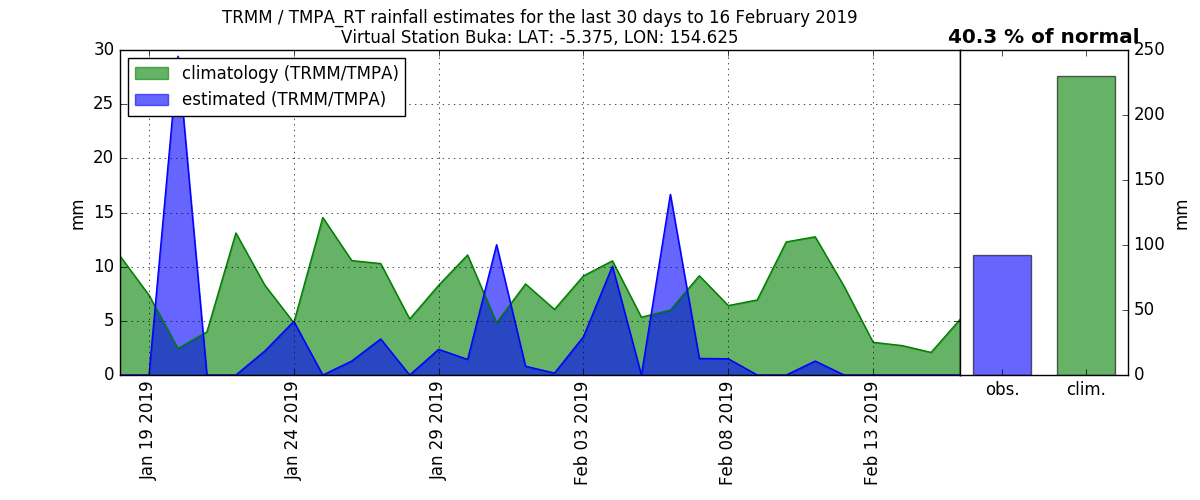 TRMM / TMPA_RT rainfall estimates for the last 30 days to 16 February 2019
Virtual Station Buka: LAT: -5.375, LON: 154.625
40.3 % of normal
climatology (TRMM/TMPA)
estimated (TRMM/TMPA)
mm
30
25
20
15
10
5
0
Jan 19 2019
Jan 24 2019
Jan 29 2019
Feb 03 2019
Feb 08 2019
Feb 13 2019
obs.
clim.
250
200
150
100
50
0
mm